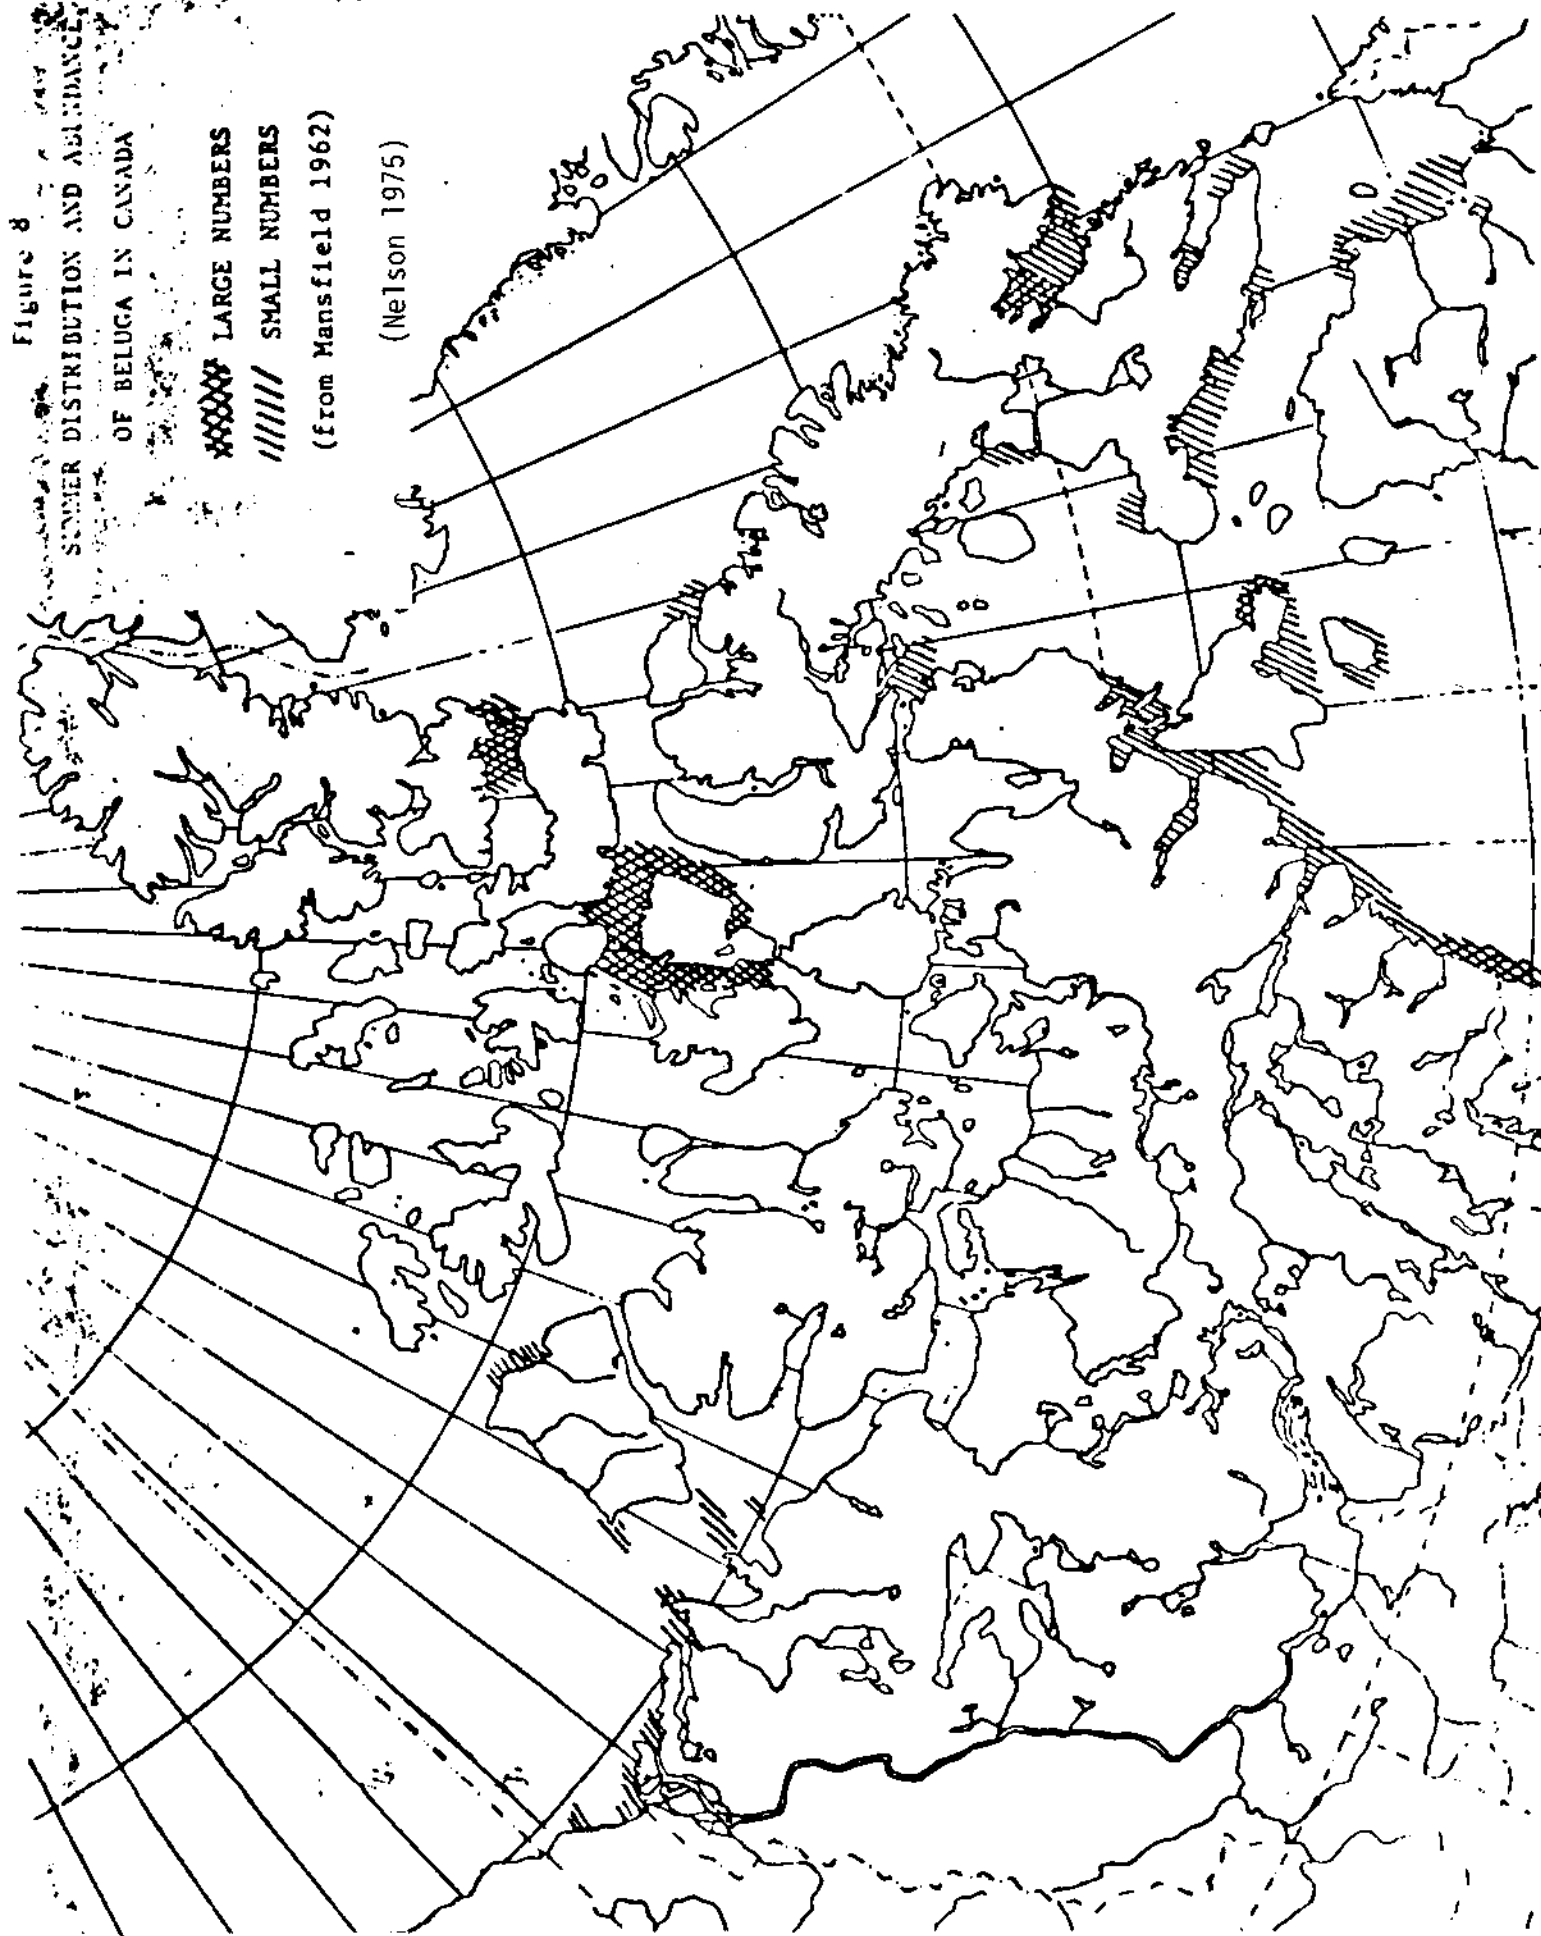 Figure 8
SUMMER DISTRIBUTION AND ABUNDANCE
OF BELUGA IN CANADA
LARGE NUMBERS
SMALL NUMBERS
(from Mansfield 1962)
(Nelson 1975)